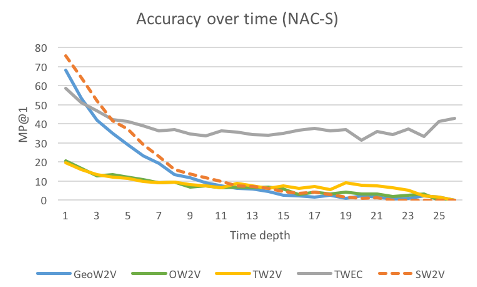 Accuracy over time (NAC-S)
80
70
60
50
40
30
20
10
0
MP@1
1 3 5 7 9 11 13 15 17 19 21 23 25
Time depth
GeoW2V OW2V TW2V TWEC SW2V